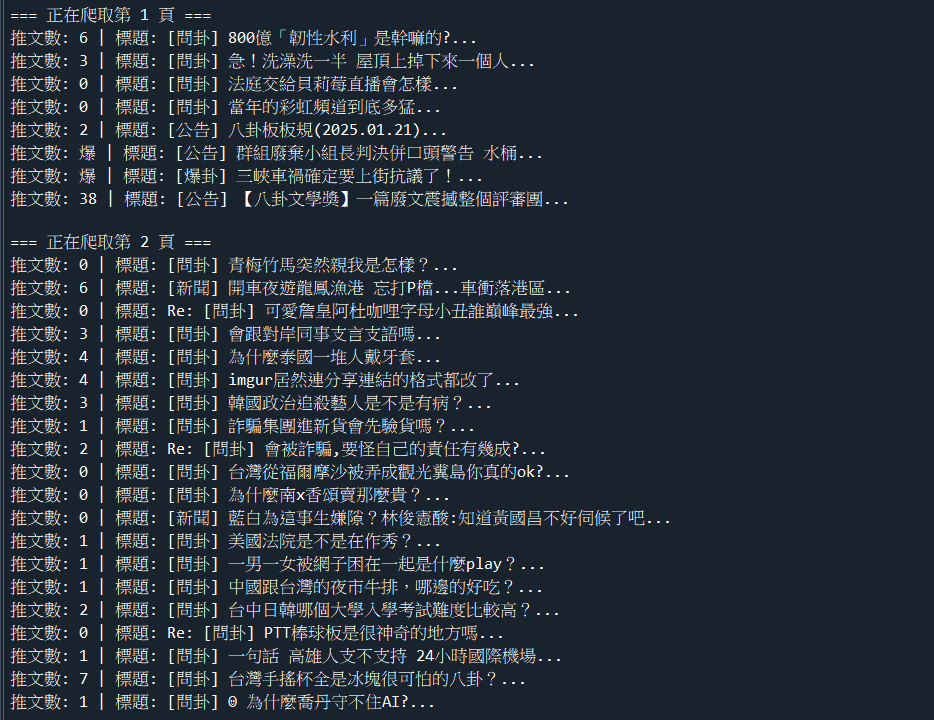 === 正在爬取第 1 頁 ===
推文數: 6 | 標題: [問卦] 800億「韌性水利」是幹嘛的?...
推文數: 3 | 標題: [問卦] 急！洗澡洗一半 屋頂上掉下來一個人...
推文數: 0 | 標題: [問卦] 法庭交給貝莉莓直播會怎樣...
推文數: 0 | 標題: [問卦] 當年的彩虹頻道到底多猛...
推文數: 2 | 標題: [公告] 八卦板板規(2025.01.21)...
推文數: 爆 | 標題: [公告] 群組廢棄小組長判決併口頭警告 水桶...
推文數: 爆 | 標題: [爆卦] 三峽車禍確定要上街抗議了！...
推文數: 38 | 標題: [公告] 【八卦文學獎】一篇廢文震撼整個評審團...
=== 正在爬取第 2 頁 ===
推文數: 0 | 標題: [問卦] 青梅竹馬突然親我是怎樣？...
推文數: 6 | 標題: [新聞] 開車夜遊龍鳳漁港 忘打P檔...車衝落港區...
推文數: 0 | 標題: Re: [問卦] 可愛詹皇阿杜咖哩字母小丑誰巔峰最強...
推文數: 3 | 標題: [問卦] 會跟對岸同事支言支語嗎...
推文數: 4 | 標題: [問卦] 為什麼泰國一堆人戴牙套...
推文數: 4 | 標題: [問卦] imgur居然連分享連結的格式都改了...
推文數: 3 | 標題: [問卦] 韓國政治追殺藝人是不是有病？...
推文數: 1 | 標題: [問卦] 詐騙集團進新貨會先驗貨嗎？...
推文數: 2 | 標題: Re: [問卦] 會被詐騙,要怪自己的責任有幾成?...
推文數: 0 | 標題: [問卦] 台灣從福爾摩沙被弄成觀光糞島你真的ok?...
推文數: 0 | 標題: [問卦] 為什麼南x香頌賣那麼貴？...
推文數: 0 | 標題: [新聞] 藍白為這事生嫌隙？林俊憲酸:知道黃國昌不好伺候了吧...
推文數: 1 | 標題: [問卦] 美國法院是不是在作秀？...
推文數: 1 | 標題: [問卦] 一男一女被網子困在一起是什麼play？...
推文數: 1 | 標題: [問卦] 中國跟台灣的夜市牛排，哪邊的好吃？...
推文數: 2 | 標題: [問卦] 台中日韓哪個大學入學考試難度比較高？...
推文數: 0 | 標題: Re: [問卦] PTT棒球板是很神奇的地方嗎...
推文數: 1 | 標題: [問卦] 一句話 高雄人支不支持 24小時國際機場...
推文數: 7 | 標題: [問卦] 台灣手搖杯全是冰塊很可怕的八卦？...
推文數: 1 | 標題: [問卦] 0 為什麼喬丹守不住AI?...